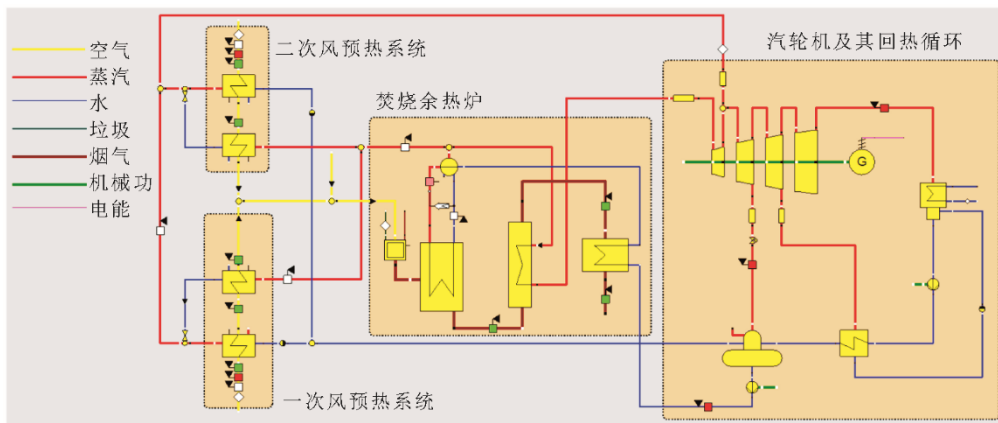 空气
蒸汽
水
垃圾
烟气
机械功
电能
二次风预热系统
焚烧余热炉
汽轮机及其回热循环
G
一次风预热系统